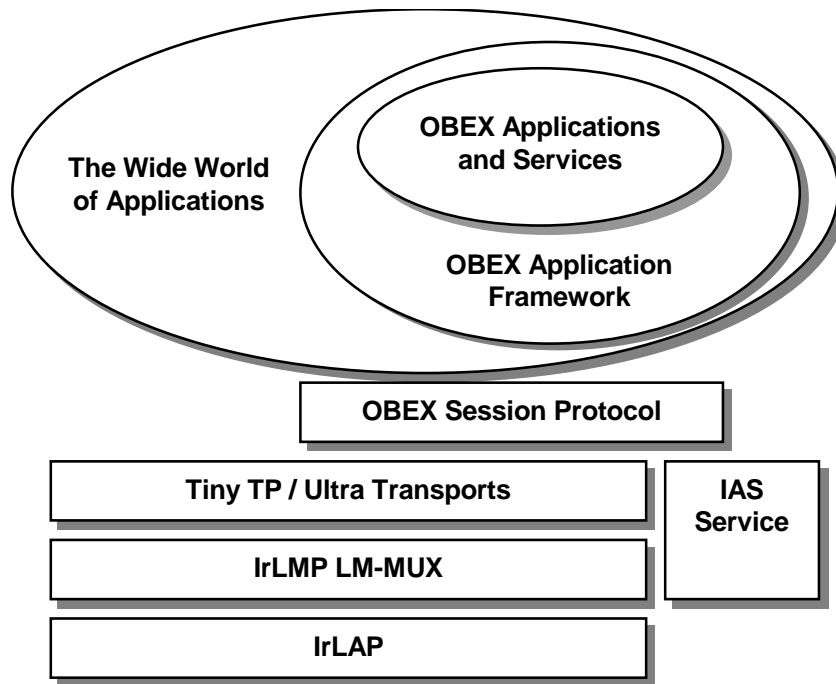 OBEX Applications
and Services
The Wide World
of Applications
OBEX Application
Framework
OBEX Session Protocol
Tiny TP / Ultra Transports
IAS
Service
IrLMP LM-MUX
IrLAP